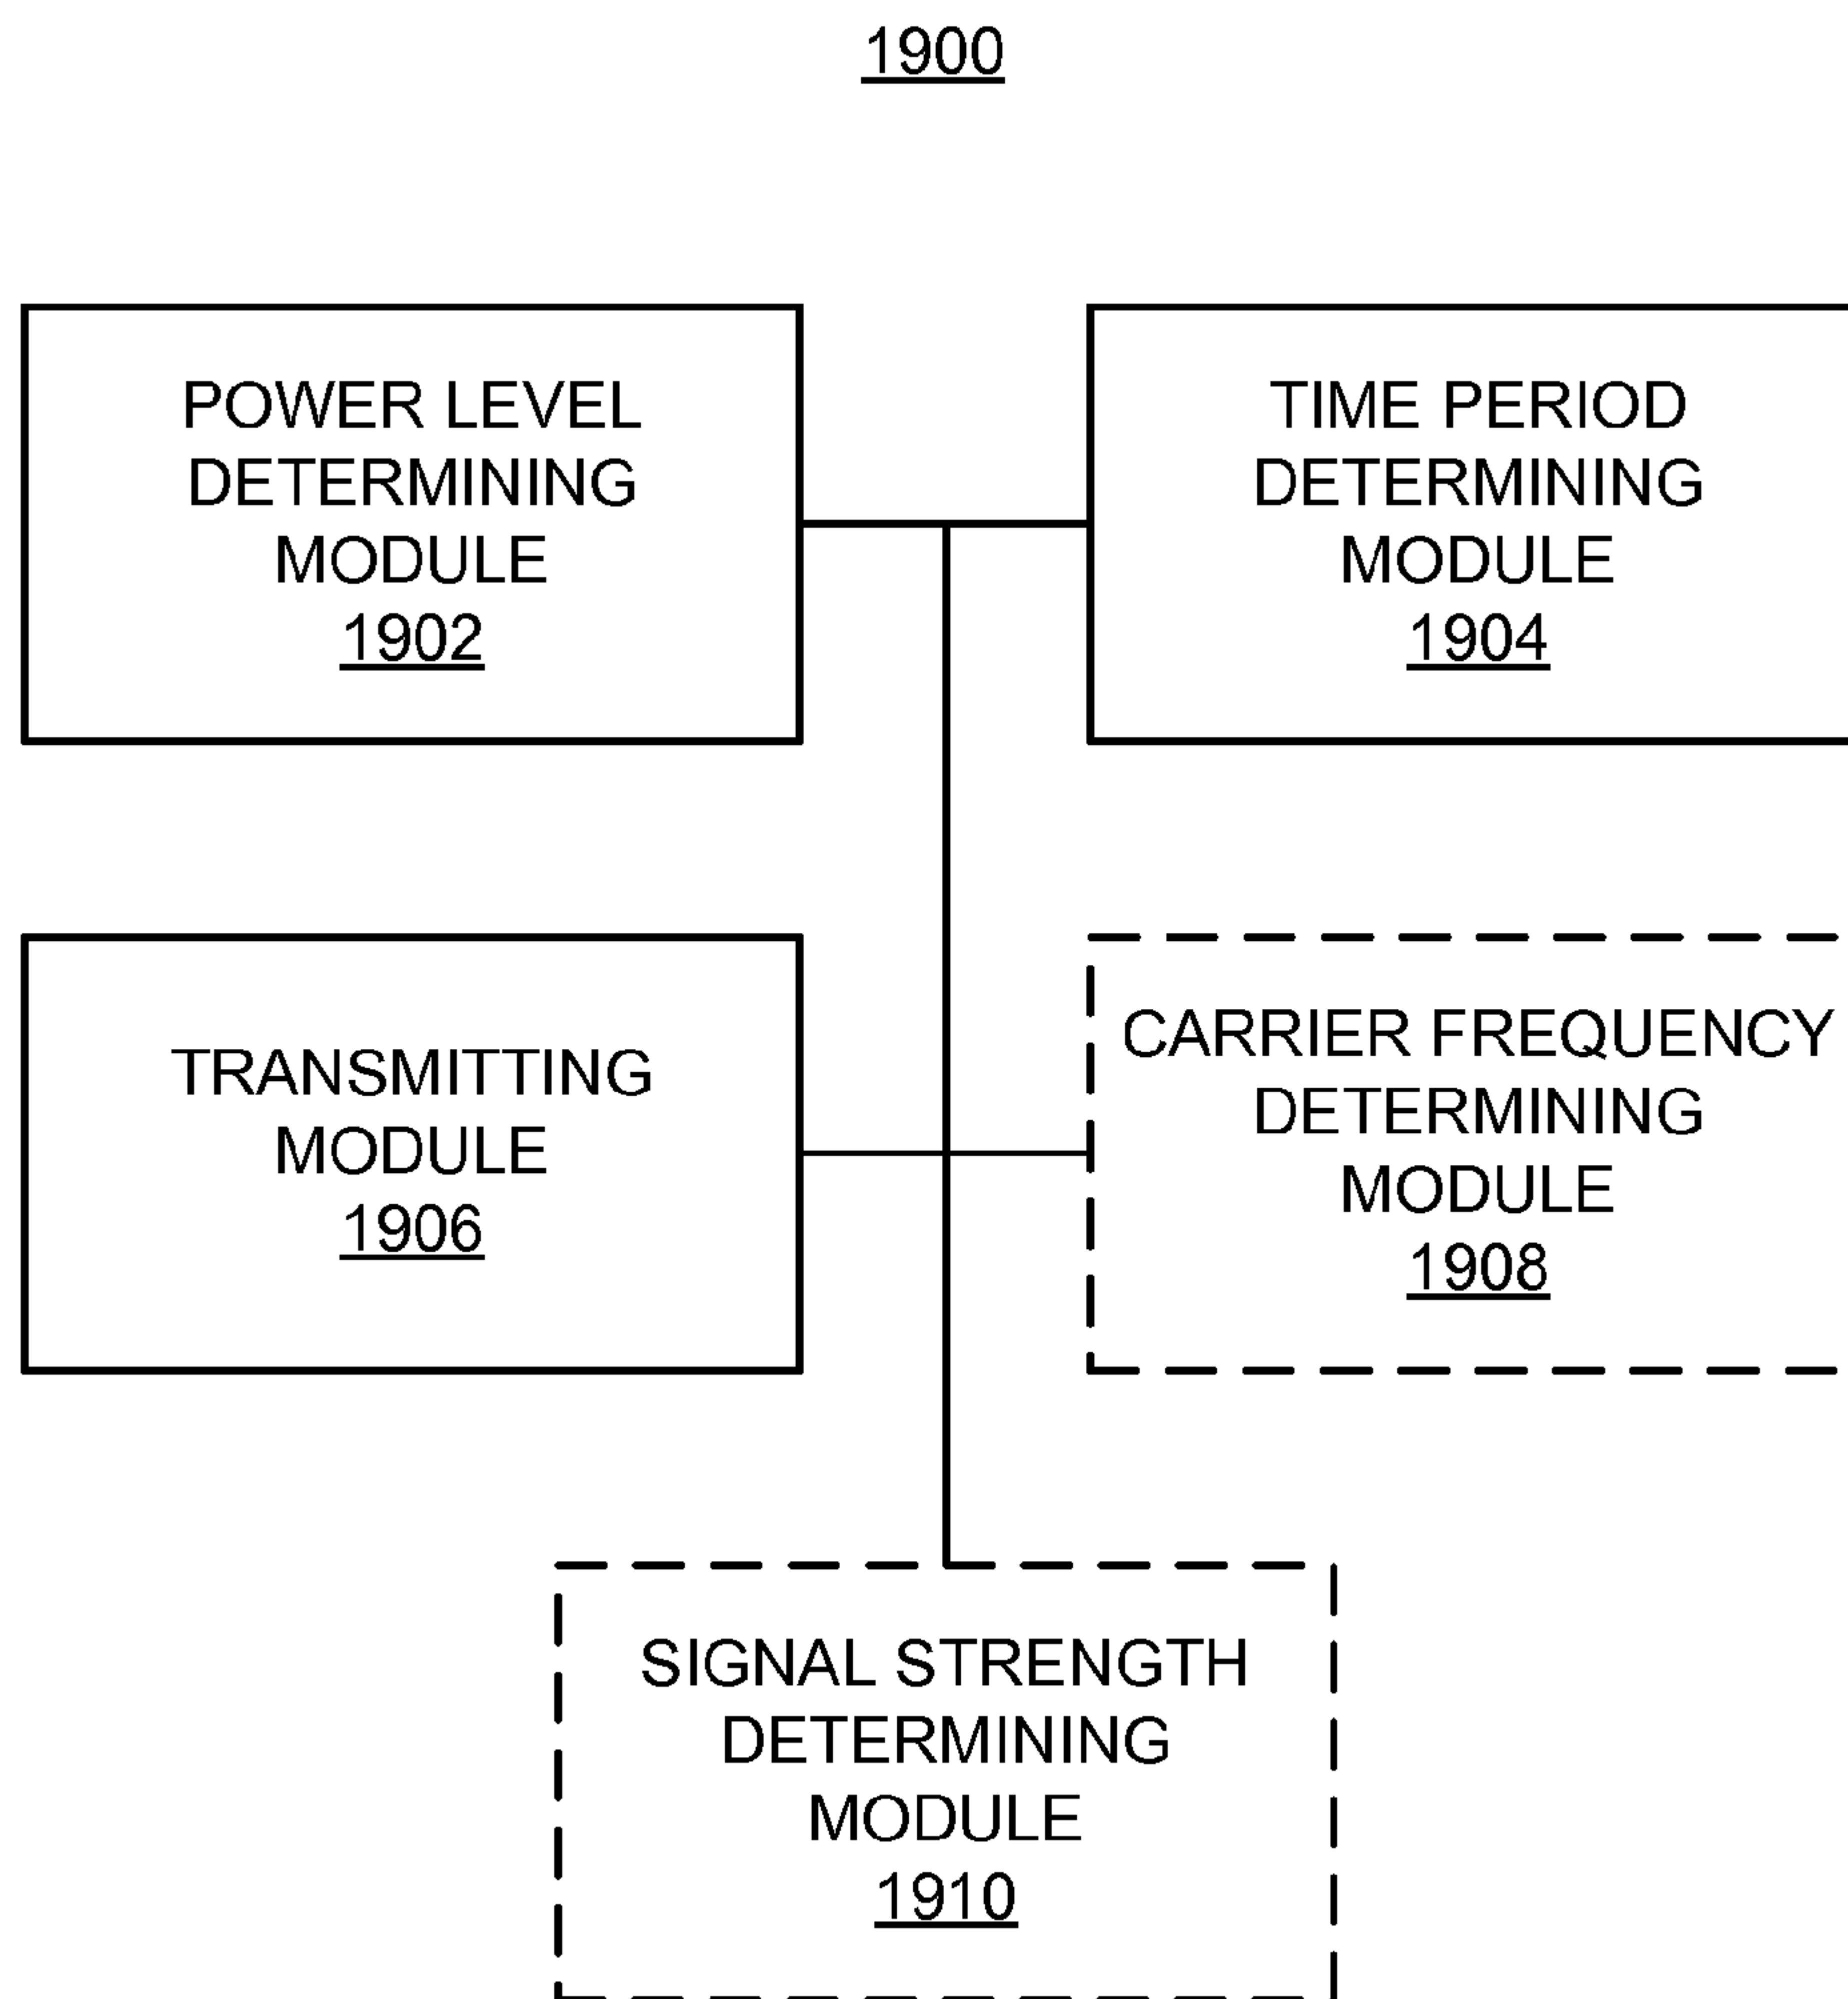 1900
POWER LEVEL
DETERMINING
MODULE
1902
TIME PERIOD
DETERMINING
MODULE
1904
TRANSMITTING
MODULE
1906
CARRIER FREQUENCY
DETERMINING
MODULE
1908
SIGNAL STRENGTH
DETERMINING
MODULE
1910